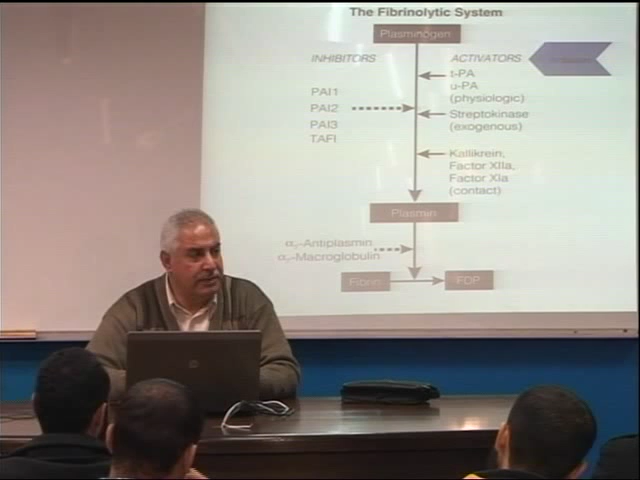 The Fibrinolytic System
Plasminogen
INHIBITORS
ACTIVATORS
PAI1
PAI2
PAI3
TAFI
t-PA
u-PA
(physiologic)
Streptokinase
(exogenous)
Kallikrein,
Factor XIIa,
Factor XIa
(contact)
Plasmin
α₂-Antiplasmin
α₂-Macroglobulin
Fibrin
FDP
hp